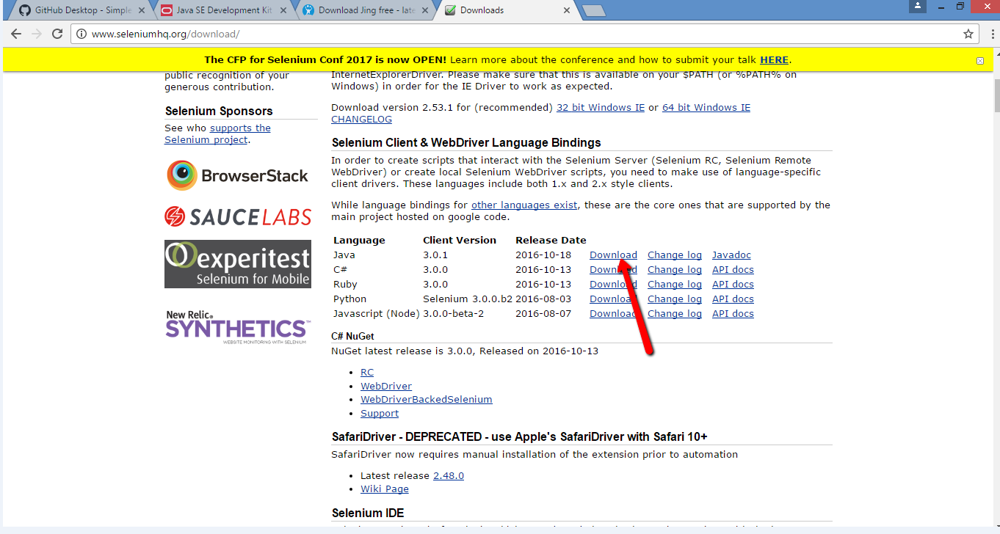 GitHub Desktop - Simple
Java SE Development Kit
Download Jing free - late
Downloads
www.seleniumhq.org/download/
The CFP for Selenium Conf 2017 is now OPEN! Learn more about the conference and how to submit your talk HERE.
public recognition of your
generous contribution.
Selenium Sponsors
See who supports the
Selenium project.
BrowserStack
SAUCE LABS
experitest
Selenium for Mobile
New Relic
SYNTHETICS™
WEBSITE MONITORING WITH SELENIUM
InternetExplorerDriver. Please make sure that this is available on your $PATH (or %PATH% on
Windows) in order for the IE Driver to work as expected.
Download version 2.53.1 for (recommended) 32 bit Windows IE or 64 bit Windows IE
CHANGELOG
Selenium Client & WebDriver Language Bindings
In order to create scripts that interact with the Selenium Server (Selenium RC, Selenium Remote
WebDriver) or create local Selenium WebDriver scripts, you need to make use of language-specific
client drivers. These languages include both 1.x and 2.x style clients.
While language bindings for other languages exist, these are the core ones that are supported by the
main project hosted on google code.
Language Client Version Release Date
Java 3.0.1 2016-10-18 Download Change log Javadoc
C# 3.0.0 2016-10-13 Download Change log API docs
Ruby 3.0.0 2016-10-13 Download Change log API docs
Python Selenium 3.0.0.b2 2016-08-03 Download Change log API docs
Javascript (Node) 3.0.0-beta-2 2016-08-07 Download Change log API docs
C# NuGet
NuGet latest release is 3.0.0, Released on 2016-10-13
• RC
• WebDriver
• WebDriverBackedSelenium
• Support
SafariDriver - DEPRECATED - use Apple's SafariDriver with Safari 10+
SafariDriver now requires manual installation of the extension prior to automation
• Latest release 2.48.0
• Wiki Page
Selenium IDE